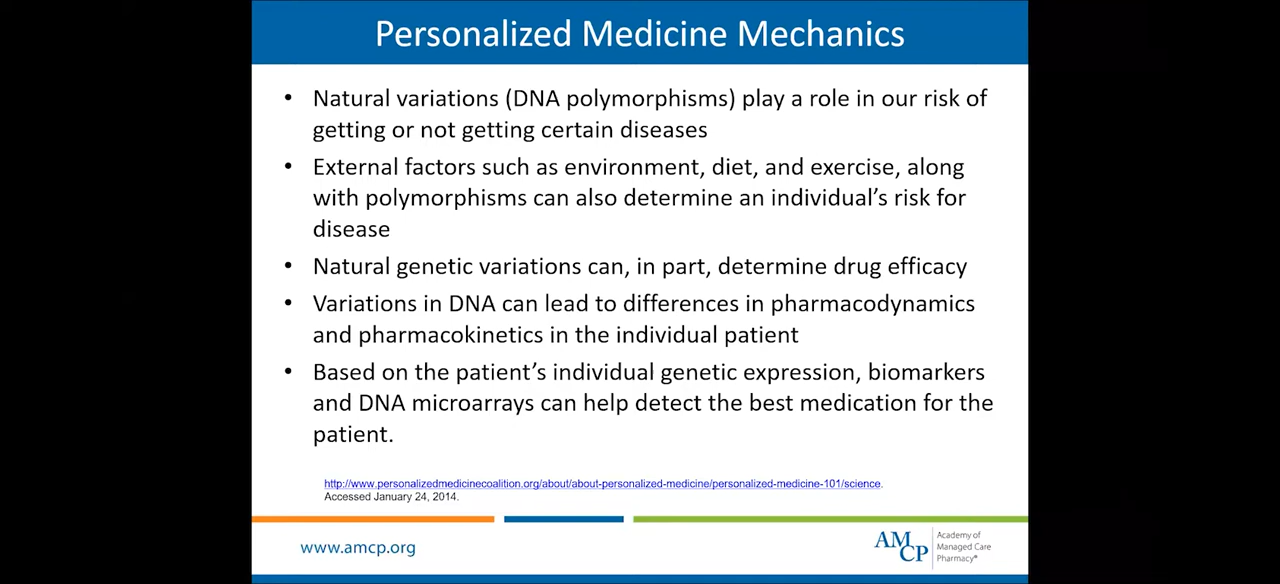 Personalized Medicine Mechanics
• Natural variations (DNA polymorphisms) play a role in our risk of
getting or not getting certain diseases
• External factors such as environment, diet, and exercise, along
with polymorphisms can also determine an individual’s risk for
disease
• Natural genetic variations can, in part, determine drug efficacy
• Variations in DNA can lead to differences in pharmacodynamics
and pharmacokinetics in the individual patient
• Based on the patient’s individual genetic expression, biomarkers
and DNA microarrays can help detect the best medication for the
patient.
http://www.personalizedmedicinecoalition.org/about/about-personalized-medicine/personalized-medicine-101/science.
Accessed January 24, 2014.
www.amcp.org
AMCP
Academy of
Managed Care
Pharmacy®